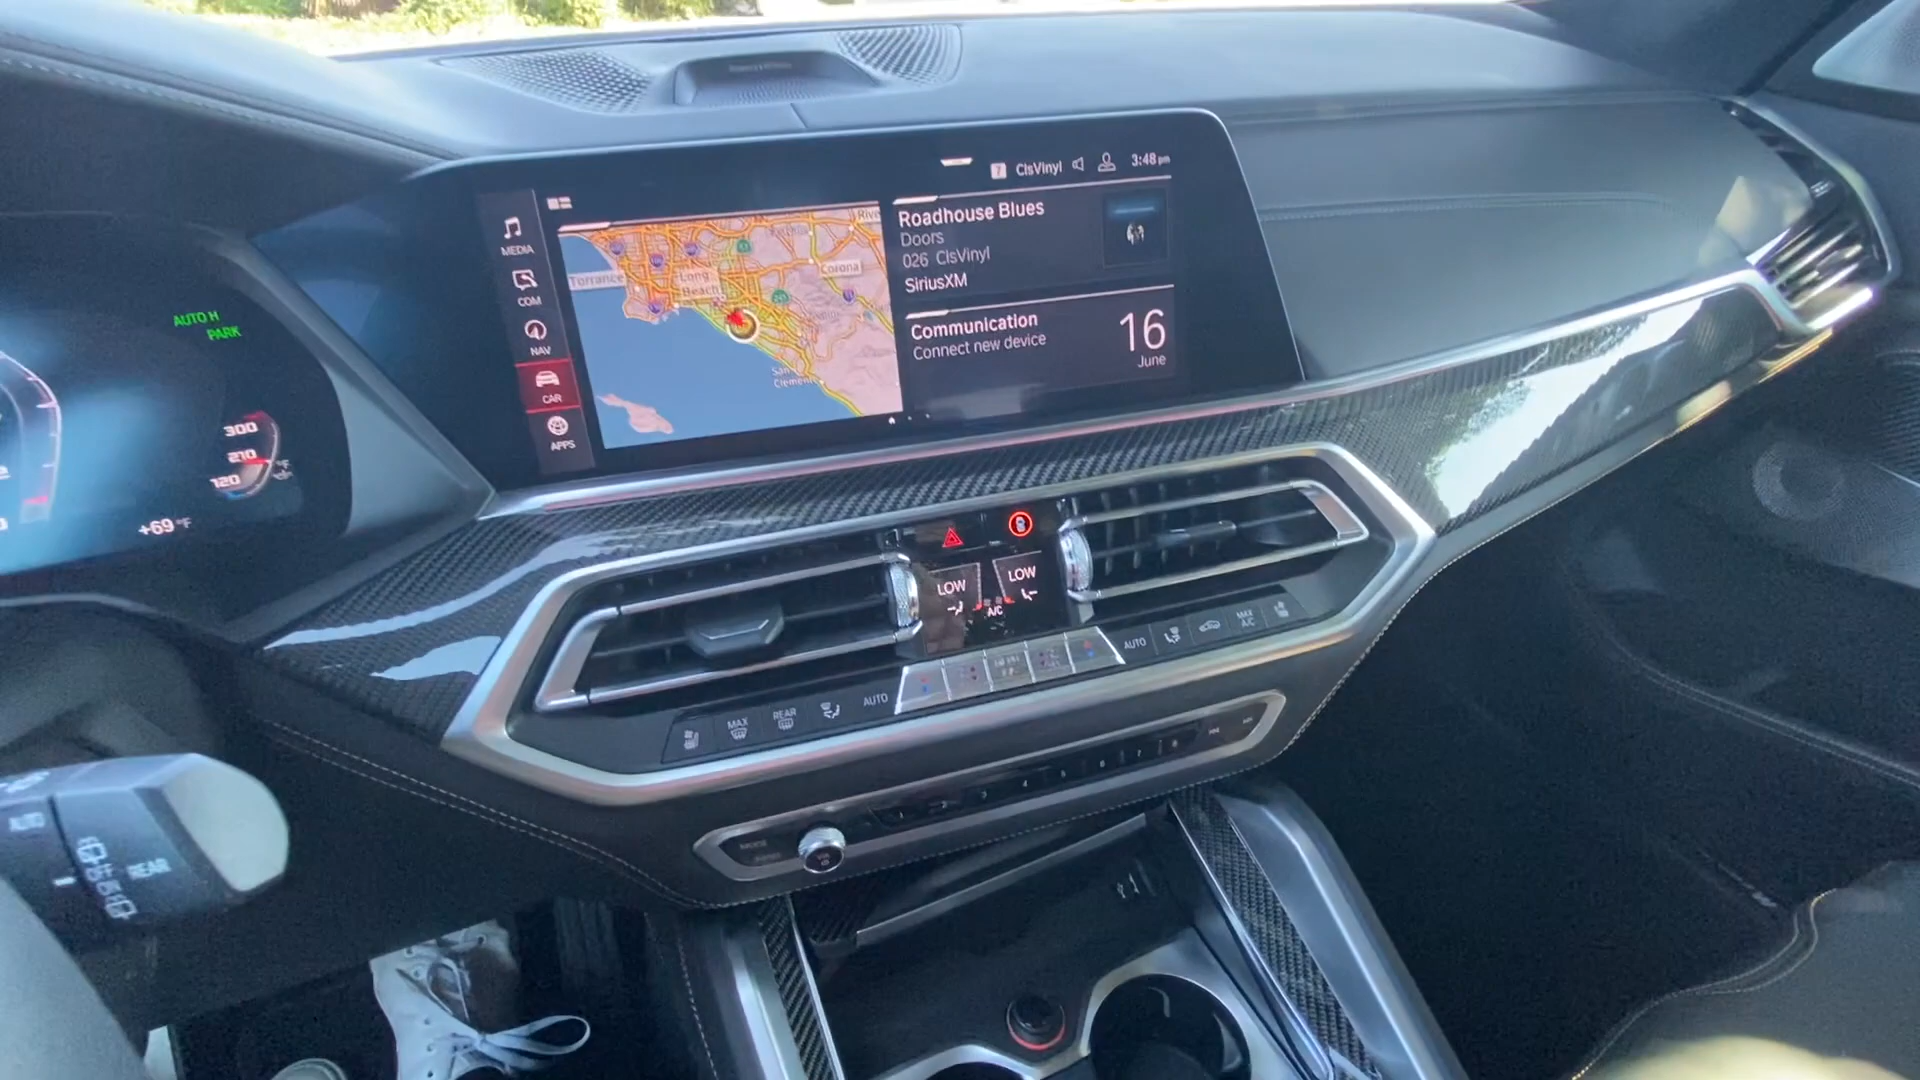 ClsVinyl
3:48 pm
MEDIA
COM
NAV
CAR
APPS
Torrance
Long
Beach
Corona
San
Clemente
Roadhouse Blues
Doors
026 ClsVinyl
SiriusXM
Communication
Connect new device
16
June
AUTO H
PARK
300
210
120
°F
+69 °F
LOW
LOW
A/C
MAX
REAR
AUTO
AUTO
MAX
A/C
MODE
AUTO
REAR
OFF